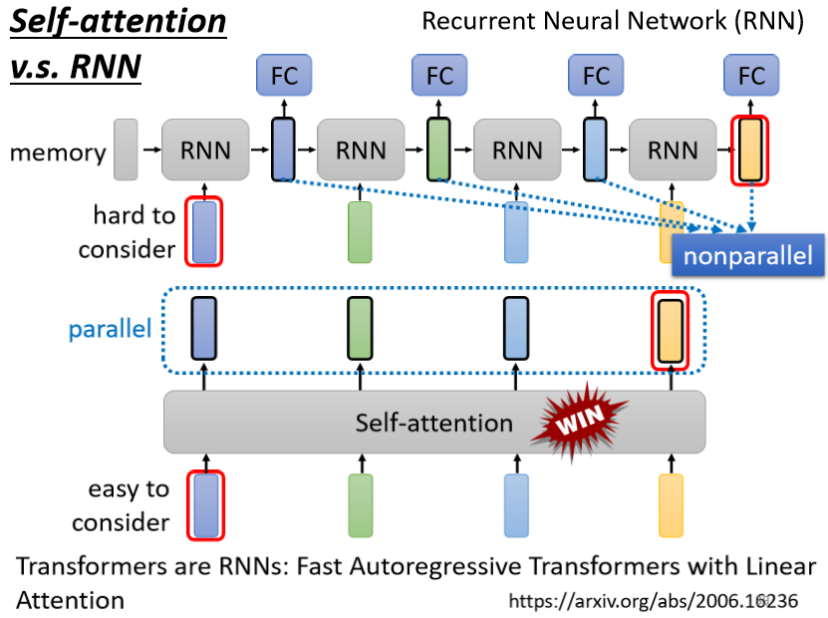 Self-attention
v.s. RNN
Recurrent Neural Network (RNN)
FC FC FC FC
memory RNN RNN RNN RNN
hard to
consider
nonparallel
parallel
Self-attention WIN
easy to
consider
Transformers are RNNs: Fast Autoregressive Transformers with Linear
Attention
https://arxiv.org/abs/2006.16236